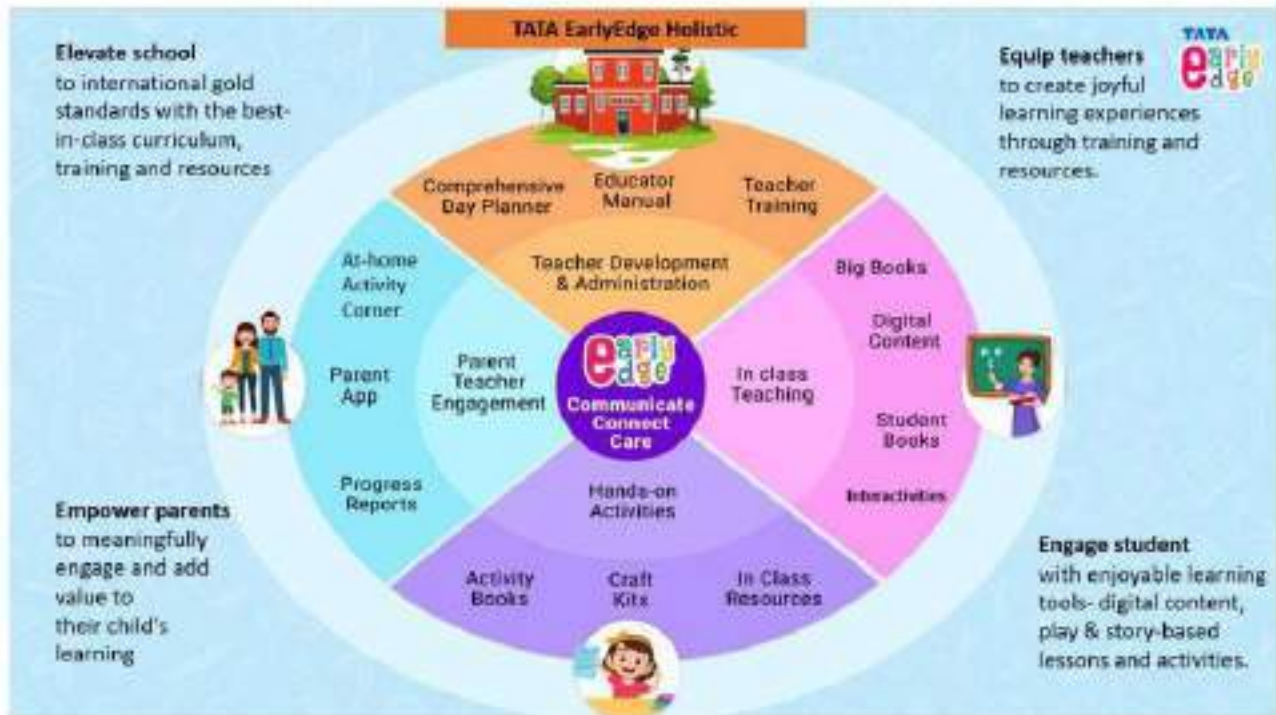 TATA EarlyEdge Holistic
Elevate school
to international gold
standards with the best-
in-class curriculum,
training and resources
Equip teachers
to create joyful
learning experiences
through training and
resources.
TATA
early
edge
Comprehensive
Day Planner
Educator
Manual
Teacher
Training
Teacher Development
& Administration
At-home
Activity
Corner
Parent
App
Progress
Reports
Parent
Teacher
Engagement
early
edge
Communicate
Connect
Care
In class
Teaching
Big Books
Digital
Content
Student
Books
Interactivities
Hands-on
Activities
Activity
Books
Craft
Kits
In Class
Resources
Empower parents
to meaningfully
engage and add
value to
their child's
learning
Engage student
with enjoyable learning
tools- digital content,
play & story-based
lessons and activities.